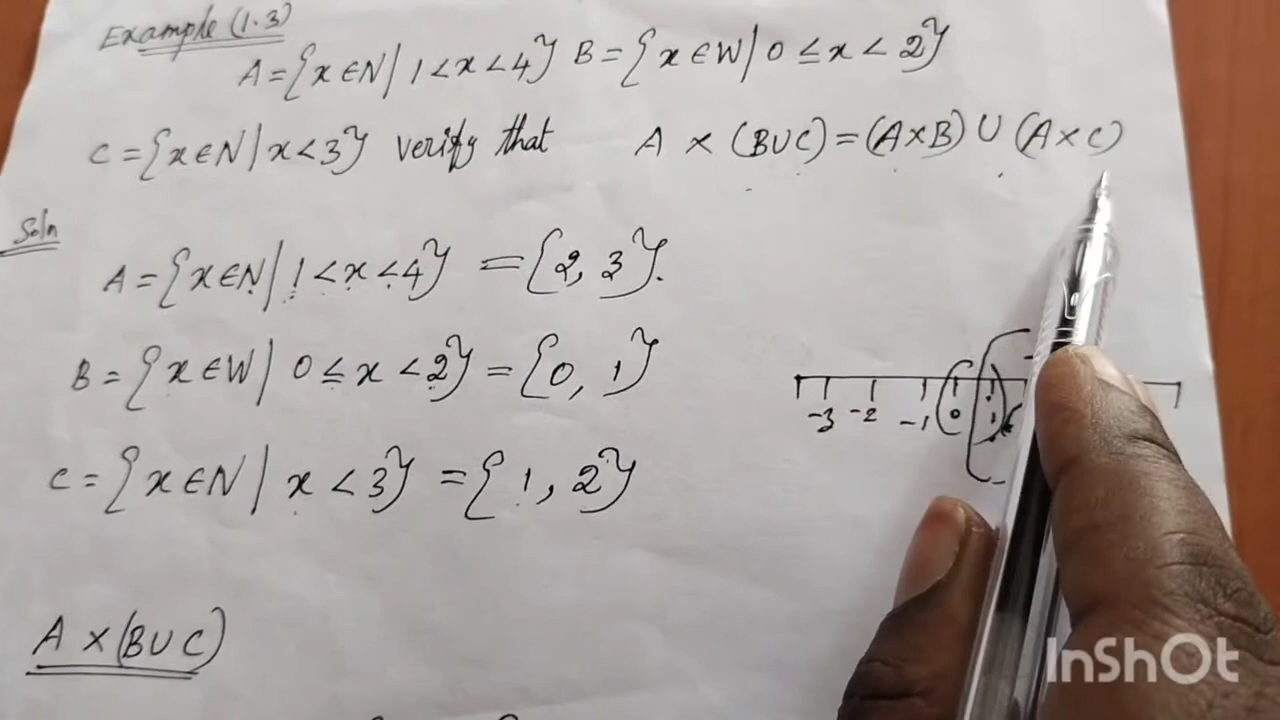 Example (1.3)
A = {x ∈ N | 1 < x < 4} B = {x ∈ W | 0 ≤ x < 2}
C = {x ∈ N | x < 3} verify that A × (B ∪ C) = (A × B) ∪ (A × C)
Soln
A = {x ∈ N | 1 < x < 4} = {2, 3}.
B = {x ∈ W | 0 ≤ x < 2} = {0, 1}
-3 -2 -1 0 1
C = {x ∈ N | x < 3} = {1, 2}
A × (B ∪ C)
InShOt